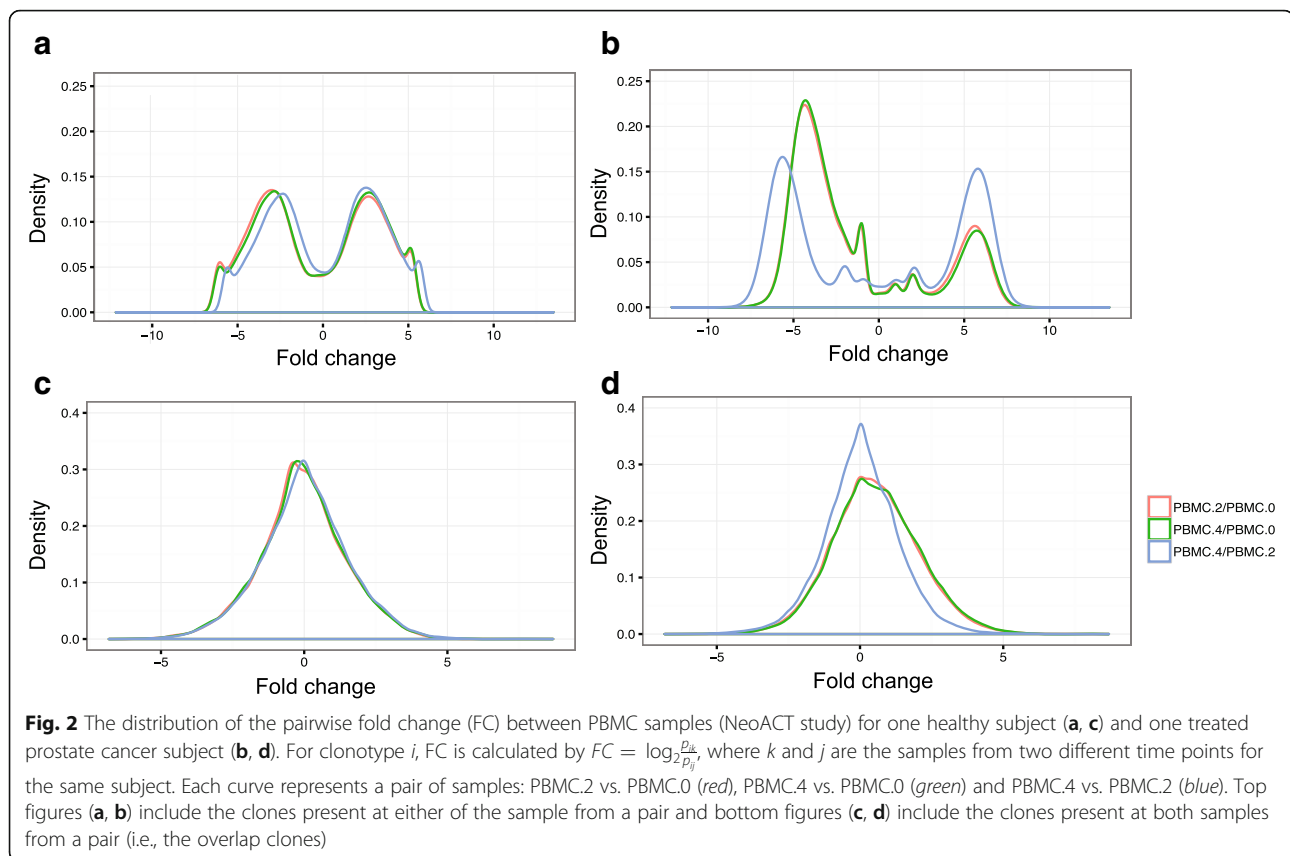 a
b
0.25
0.20
0.15
0.10
0.05
0.00
Density
-10
-5
0
5
10
Fold change
0.25
0.20
0.15
0.10
0.05
0.00
Density
-10
-5
0
5
10
Fold change
c
d
0.4
0.3
0.2
0.1
0.0
Density
-5
0
5
Fold change
0.4
0.3
0.2
0.1
0.0
Density
-5
0
5
Fold change
PBMC.2/PBMC.0
PBMC.4/PBMC.0
PBMC.4/PBMC.2
Fig. 2 The distribution of the pairwise fold change (FC) between PBMC samples (NeoACT study) for one healthy subject (a, c) and one treated
prostate cancer subject (b, d). For clonotype i, FC is calculated by FC = log₂ pᵢₖ/pᵢⱼ, where k and j are the samples from two different time points for
the same subject. Each curve represents a pair of samples: PBMC.2 vs. PBMC.0 (red), PBMC.4 vs. PBMC.0 (green) and PBMC.4 vs. PBMC.2 (blue). Top
figures (a, b) include the clones present at either of the sample from a pair and bottom figures (c, d) include the clones present at both samples
from a pair (i.e., the overlap clones)